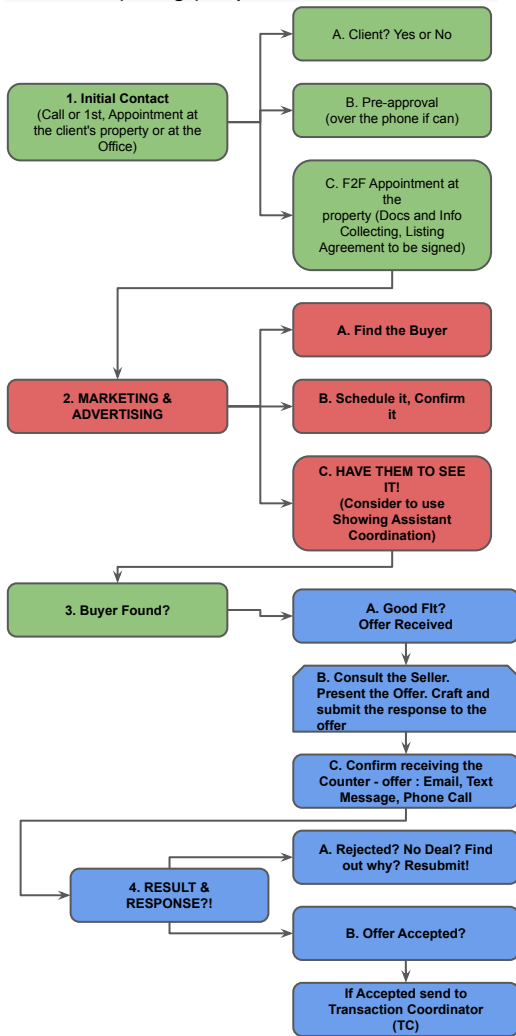 A. Client? Yes or No
1. Initial Contact
(Call or 1st, Appointment at
the client's property or at the
Office)
B. Pre-approval
(over the phone if can)
C. F2F Appointment at
the
property (Docs and Info
Collecting, Listing
Agreement to be signed)
A. Find the Buyer
2. MARKETING &
ADVERTISING
B. Schedule it, Confirm
it
C. HAVE THEM TO SEE
IT!
(Consider to use
Showing Assistant
Coordination)
3. Buyer Found?
A. Good FIt?
Offer Received
B. Consult the Seller.
Present the Offer. Craft and
submit the response to the
offer
C. Confirm receiving the
Counter - offer : Email, Text
Message, Phone Call
A. Rejected? No Deal? Find
out why? Resubmit!
4. RESULT &
RESPONSE?!
B. Offer Accepted?
If Accepted send to
Transaction Coordinator
(TC)